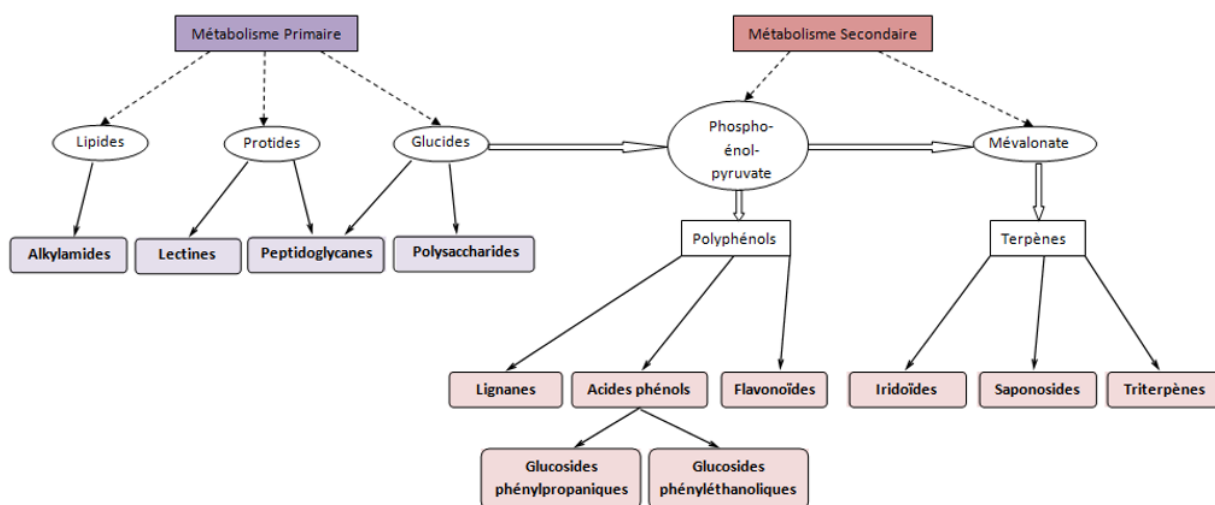 Métabolisme Primaire
Métabolisme Secondaire
Lipides
Protides
Glucides
Phospho-
énol-
pyruvate
Mévalonate
Alkylamides
Lectines
Peptidoglycanes
Polysaccharides
Polyphénols
Terpènes
Lignanes
Acides phénols
Flavonoïdes
Iridoïdes
Saponosides
Triterpènes
Glucosides
phénylpropaniques
Glucosides
phényléthanoliques